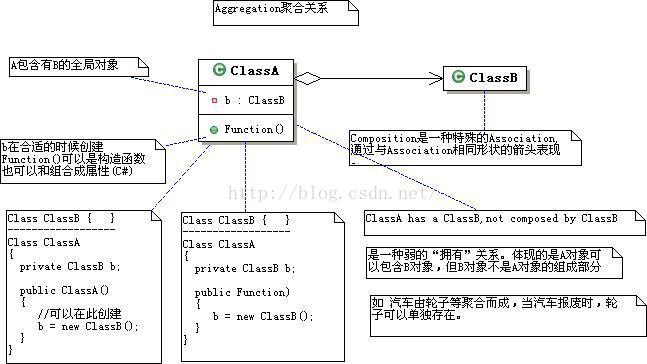 Aggregation聚合关系
A包含有B的全局对象
ClassA
b : ClassB
Function()
ClassB
b在合适的时候创建
Function()可以是构造函数
也可以和组合成属性(C#)
Composition是一种特殊的Association,
通过与Association相同形状的箭头表现
http://blog.csdn.net/
Class ClassB {   }
--------------------
Class ClassA
{
private ClassB b;
public ClassA()
{
//可以在此创建
b = new ClassB();
}
}
Class ClassB {   }
--------------------
Class ClassA
{
private ClassB b;
public Function)
{
b = new ClassB();
}
}
ClassA has a ClassB,not composed by ClassB
是一种弱的“拥有”关系。体现的是A对象可
以包含B对象,但B对象不是A对象的组成部分
如 汽车由轮子等聚合而成,当汽车报废时,轮
子可以单独存在。